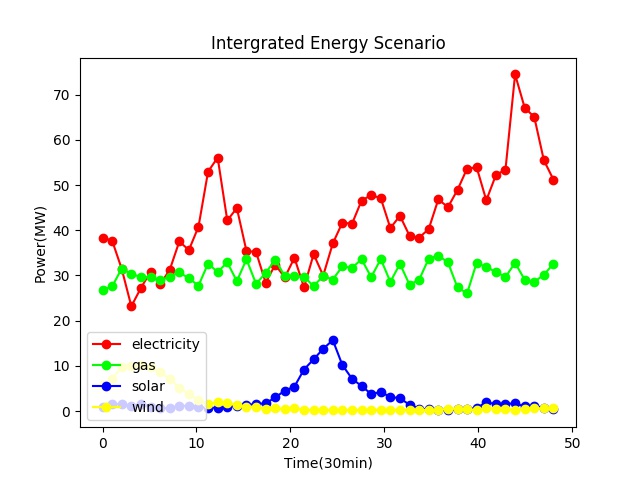 Intergrated Energy Scenario
Power(MW)
70
60
50
40
30
20
10
0
electricity
gas
solar
wind
0 10 20 30 40 50
Time(30min)